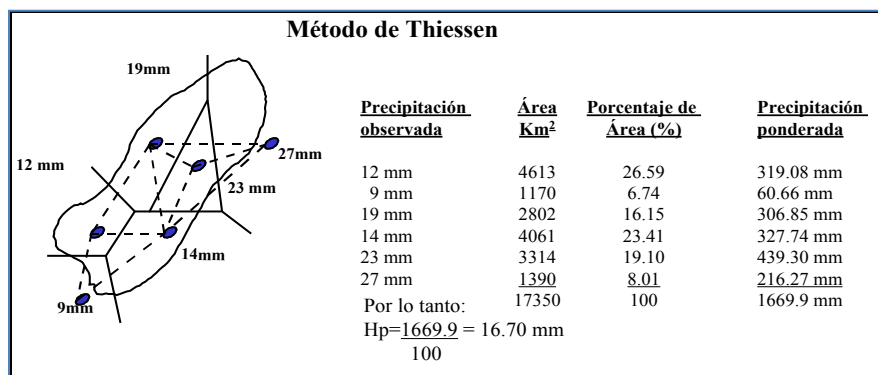 Método de Thiessen
19mm
12 mm
27mm
23 mm
14mm
9mm
Precipitación Área Porcentaje de Precipitación
observada Km2 Área (%) ponderada
12 mm 4613 26.59 319.08 mm
9 mm 1170 6.74 60.66 mm
19 mm 2802 16.15 306.85 mm
14 mm 4061 23.41 327.74 mm
23 mm 3314 19.10 439.30 mm
27 mm 1390 8.01 216.27 mm
17350 100 1669.9 mm
Por lo tanto:
Hp=1669.9 = 16.70 mm
100